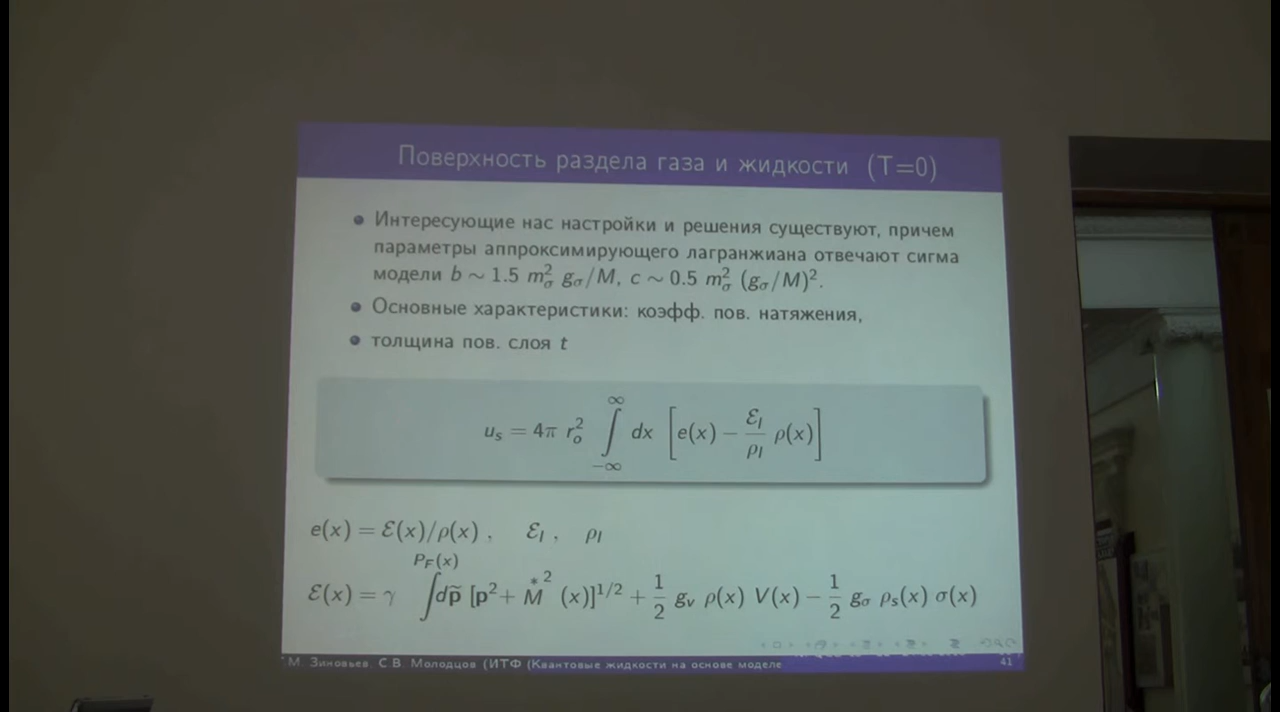 Поверхность раздела газа и жидкости (T=0)
Интересующие нас настройки и решения существуют, причем
параметры аппроксимирующего лагранжиана отвечают сигма
модели b ∼ 1.5 m_σ^2 g_σ/M, c ∼ 0.5 m_σ^2 (g_σ/M)^2.
Основные характеристики: коэфф. пов. натяжения,
толщина пов. слоя t
u_s = 4π r_o^2 ∫_{−∞}^{∞} dx [e(x) − (ℰ_l/ρ_l) ρ(x)]
e(x) = ℰ(x)/ρ(x) , ℰ_l , ρ_l
ℰ(x) = γ ∫^{P_F(x)} dp̃ [p^2 + M^{*2}(x)]^{1/2} + 1/2 g_v ρ(x) V(x) − 1/2 g_σ ρ_s(x) σ(x)
М. Зиновьев, С.В. Молодцов (ИТФ (Квантовые жидкости на основе моделе
41